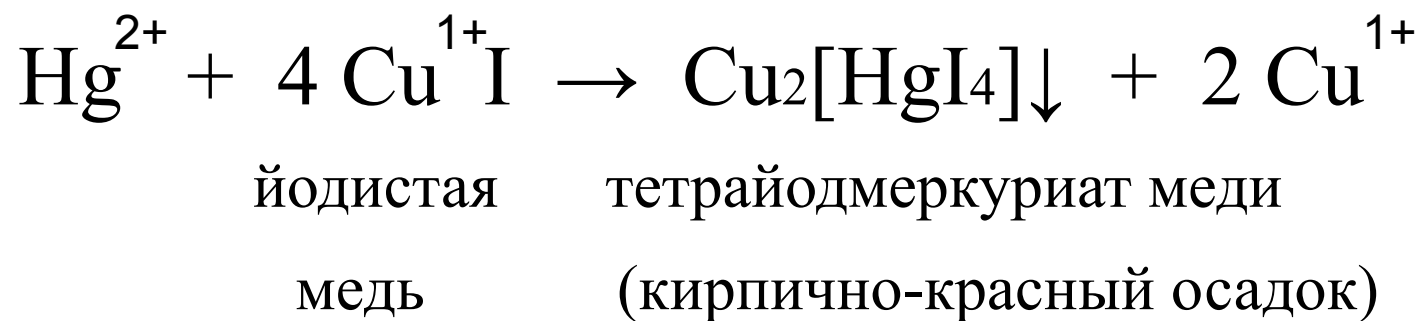 Hg²⁺ + 4 Cu¹⁺I → Cu₂[HgI₄]↓ + 2 Cu¹⁺
йодистая тетрайодмеркуриат меди
медь (кирпично-красный осадок)